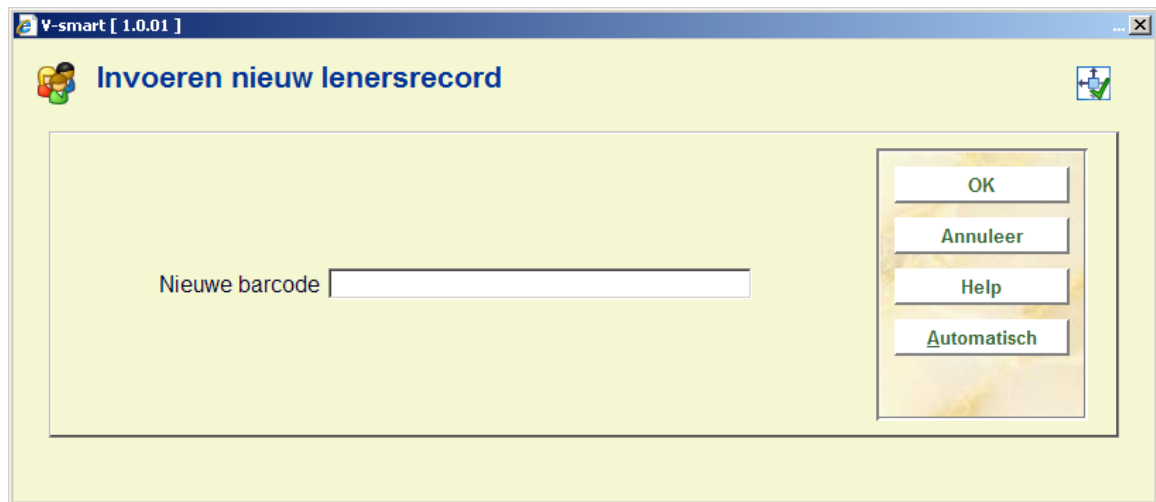 V-smart [ 1.0.01 ]
...
Invoeren nieuw lenersrecord
OK
Annuleer
Nieuwe barcode
Help
Automatisch